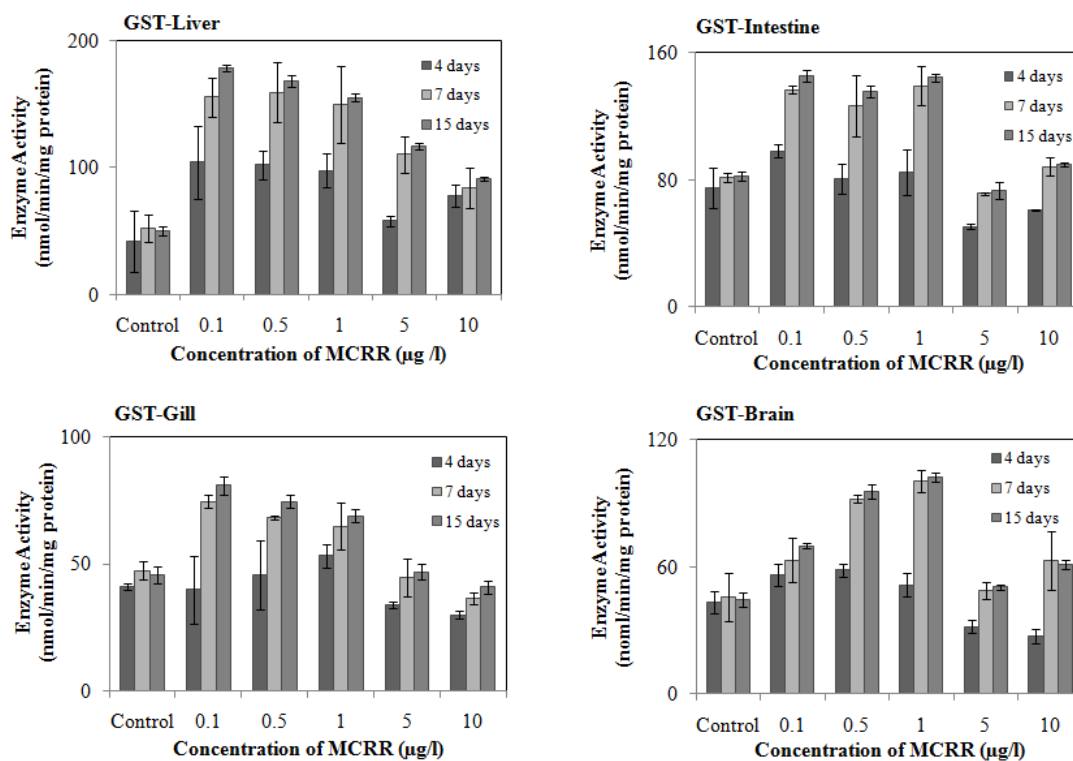 GST-Liver
200
100
0
Enzyme Activity
(nmol/min/mg protein)
4 days
7 days
15 days
Control 0.1 0.5 1 5 10
Concentration of MCRR (µg /l)
GST-Intestine
160
80
0
Enzyme Activity
(nmol/min/mg protein)
4 days
7 days
15 days
Control 0.1 0.5 1 5 10
Concentration of MCRR (µg/l)
GST-Gill
100
50
0
Enzyme Activity
(nmol/min/mg protein)
4 days
7 days
15 days
Control 0.1 0.5 1 5 10
Concentration of MCRR (µg/l)
GST-Brain
120
60
0
Enzyme Activity
(noml/min/mg protein)
4 days
7 days
15 days
Control 0.1 0.5 1 5 10
Concentration of MCRR (µg/l)